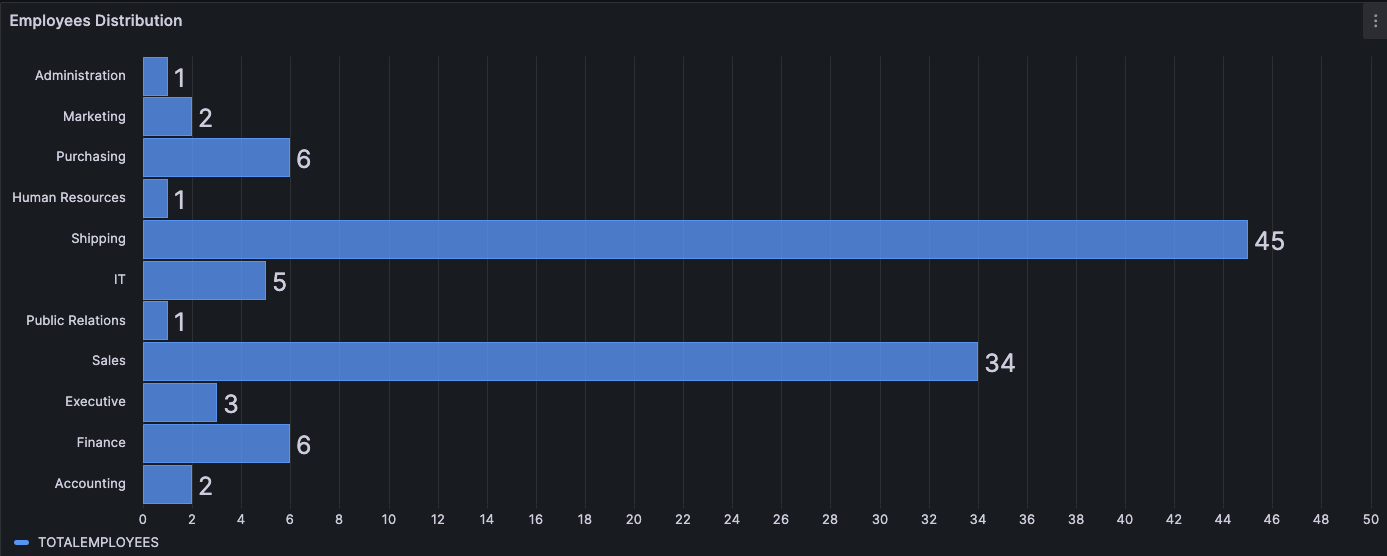 Employees Distribution
Administration 1
Marketing 2
Purchasing 6
Human Resources 1
Shipping 45
IT 5
Public Relations 1
Sales 34
Executive 3
Finance 6
Accounting 2
0 2 4 6 8 10 12 14 16 18 20 22 24 26 28 30 32 34 36 38 40 42 44 46 48 50
TOTALEMPLOYEES